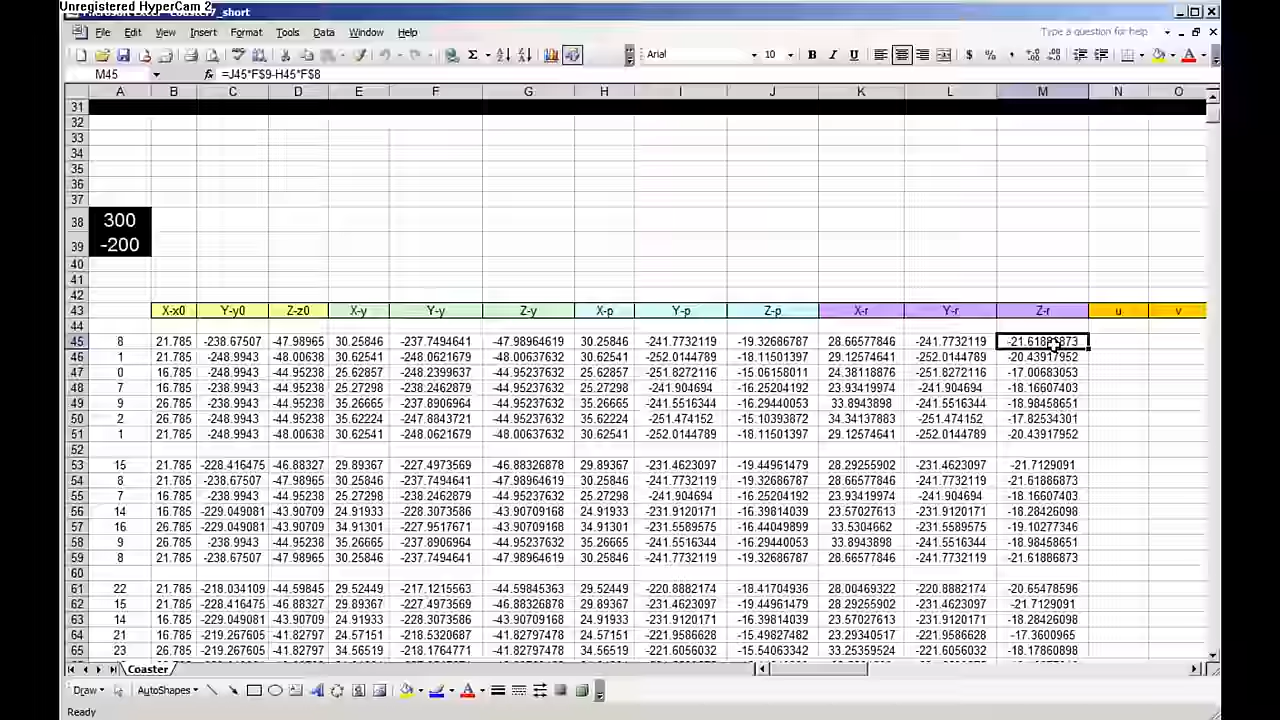 Unregistered HyperCam 2
File Edit View Insert Format Tools Data Window Help Type a question for help
Arial 10 B I U
M45 fx =J45*F$9-H45*F$8
A B C D E F G H I J K L M N O
31
32
33
34
35
36
37
38 300
39 -200
40
41
42
43 X-x0 Y-y0 Z-z0 X-y Y-y Z-y X-p Y-p Z-p X-r Y-r Z-r u v
44
45 8 21.785 -238.67507 -47.98965 30.25846 -237.7494641 -47.98964619 30.25846 -241.7732119 -19.32686787 28.66577846 -241.7732119
46 1 21.785 -248.9943 -48.00638 30.62541 -248.0621679 -48.00637632 30.62541 -252.0144789 -18.11501397 29.12574641 -252.0144789 -20.43917952
47 0 16.785 -248.9943 -44.95238 25.62857 -248.2399637 -44.95237632 25.62857 -251.8272116 -15.06158011 24.38118876 -251.8272116 -17.00683053
48 7 16.785 -238.9943 -44.95238 25.27298 -238.2462879 -44.95237632 25.27298 -241.904694 -16.25204192 23.93419974 -241.904694 -18.16607403
49 9 26.785 -238.9943 -44.95238 35.26665 -237.8906964 -44.95237632 35.26665 -241.5516344 -16.29440053 33.8943898 -241.5516344 -18.98458651
50 2 26.785 -248.9943 -44.95238 35.62224 -247.8843721 -44.95237632 35.62224 -251.474152 -15.10393872 34.34137883 -251.474152 -17.82534301
51 1 21.785 -248.9943 -48.00638 30.62541 -248.0621679 -48.00637632 30.62541 -252.0144789 -18.11501397 29.12574641 -252.0144789 -20.43917952
52
53 15 21.785 -228.416475 -46.88327 29.89367 -227.4973569 -46.88326878 29.89367 -231.4623097 -19.44961479 28.29255902 -231.4623097 -21.7129091
54 8 21.785 -238.67507 -47.98965 30.25846 -237.7494641 -47.98964619 30.25846 -241.7732119 -19.32686787 28.66577846 -241.7732119 -21.61886873
55 7 16.785 -238.9943 -44.95238 25.27298 -238.2462879 -44.95237632 25.27298 -241.904694 -16.25204192 23.93419974 -241.904694 -18.16607403
56 14 16.785 -229.049081 -43.90709 24.91933 -228.3073586 -43.90709168 24.91933 -231.9120171 -16.39814039 23.57027613 -231.9120171 -18.28426098
57 16 26.785 -229.049081 -43.90709 34.91301 -227.9517671 -43.90709168 34.91301 -231.5589575 -16.44049899 33.5304662 -231.5589575 -19.10277346
58 9 26.785 -238.9943 -44.95238 35.26665 -237.8906964 -44.95237632 35.26665 -241.5516344 -16.29440053 33.8943898 -241.5516344 -18.98458651
59 8 21.785 -238.67507 -47.98965 30.25846 -237.7494641 -47.98964619 30.25846 -241.7732119 -19.32686787 28.66577846 -241.7732119 -21.61886873
60
61 22 21.785 -218.034109 -44.59845 29.52449 -217.1215563 -44.59845363 29.52449 -220.8882174 -18.41704936 28.00469322 -220.8882174 -20.65478596
62 15 21.785 -228.416475 -46.88327 29.89367 -227.4973569 -46.88326878 29.89367 -231.4623097 -19.44961479 28.29255902 -231.4623097 -21.7129091
63 14 16.785 -229.049081 -43.90709 24.91933 -228.3073586 -43.90709168 24.91933 -231.9120171 -16.39814039 23.57027613 -231.9120171 -18.28426098
64 21 16.785 -219.267605 -41.82797 24.57151 -218.5320687 -41.82797478 24.57151 -221.9586628 -15.49827482 23.29340517 -221.9586628 -17.3600965
65 23 26.785 -219.267605 -41.82797 34.56519 -218.1764771 -41.82797478 34.56519 -221.6056032 -15.54063342 33.25359524 -221.6056032 -18.17860898
Coaster
Draw AutoShapes
Ready